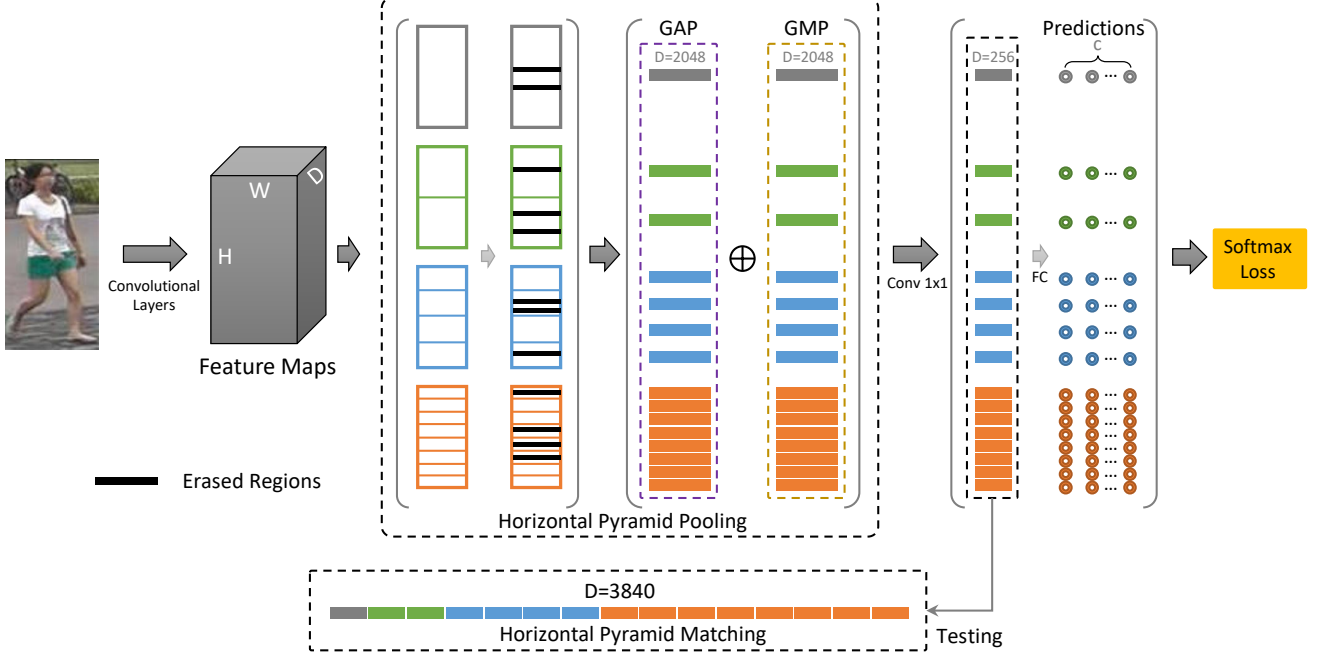 GAP
GMP
Predictions
D=2048
D=2048
D=256
C
W
D
H
Convolutional
Layers
Feature Maps
Conv 1x1
FC
Softmax
Loss
Erased Regions
Horizontal Pyramid Pooling
D=3840
Horizontal Pyramid Matching
Testing